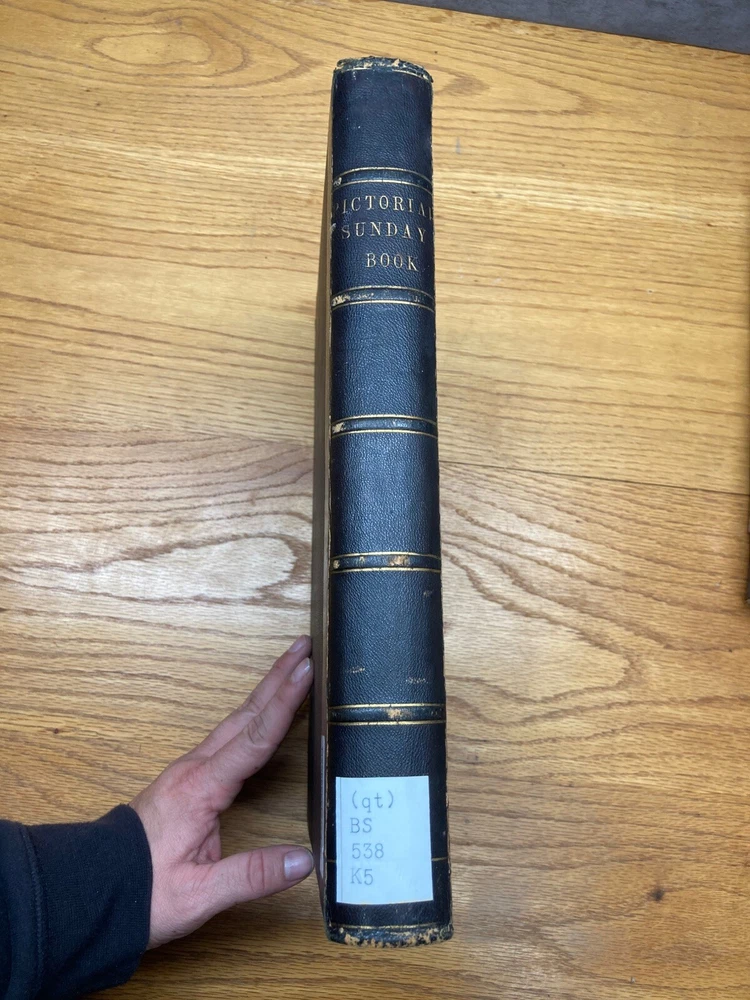 PICTORIAL
SUNDAY
BOOK
(qt)
BS
538
K5